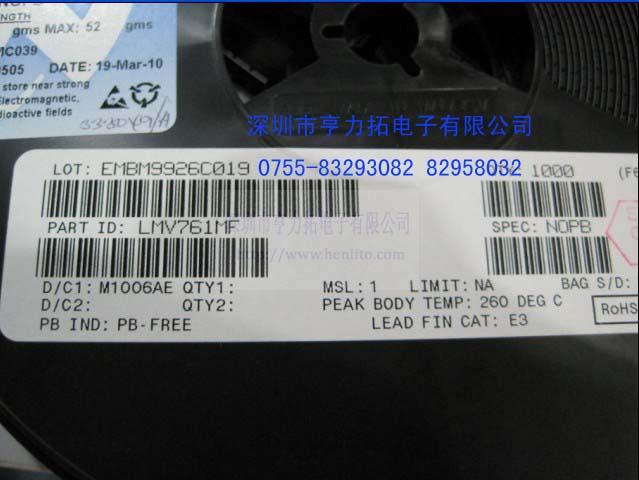 NGTH
gms MAX: 52 gms
MC039
0505 DATE: 19-Mar-10
store near strong
Electromagnetic,
dioactive fields
深圳市亨力拓电子有限公司
LOT: EMBM9926C019
0755-83293082 82958032
1000
(F6
PART ID: LMV761MF
深圳市亨力拓电子有限公司
SPEC: NOPB
http://www.henlito.com
D/C1: M1006AE QTY1: MSL: 1 LIMIT: NA BAG S/D:
D/C2: QTY2: PEAK BODY TEMP: 260 DEG C
PB IND: PB-FREE LEAD FIN CAT: E3
RoHS